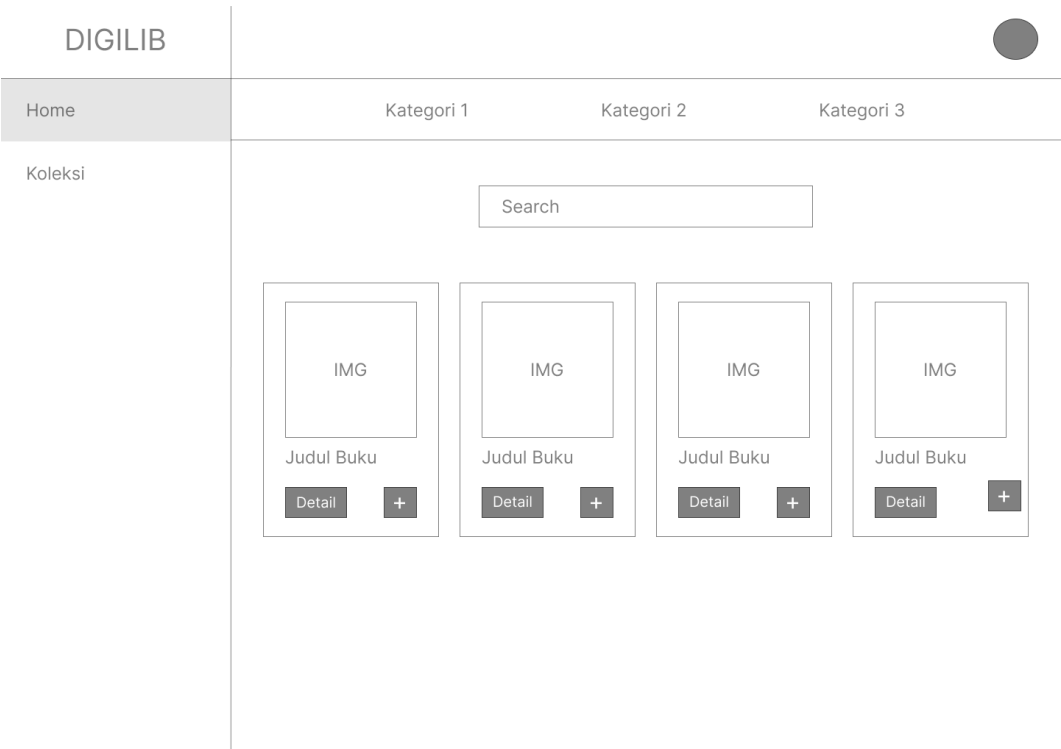 DIGILIB
Home
Koleksi
Kategori 1 Kategori 2 Kategori 3
Search
IMG IMG IMG IMG
Judul Buku Judul Buku Judul Buku Judul Buku
Detail + Detail + Detail + Detail +